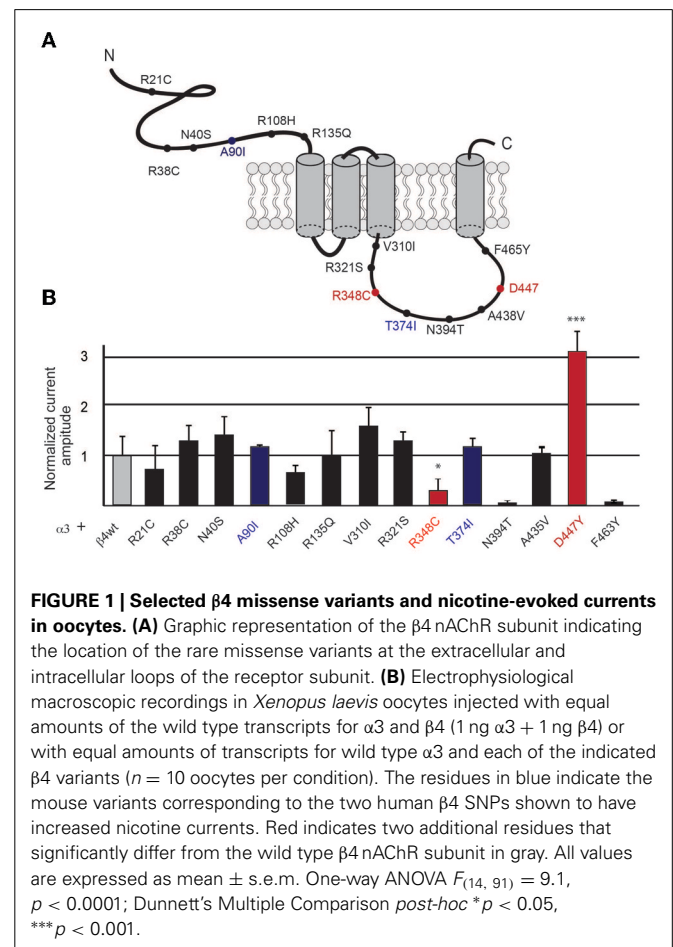 A
N
R21C
R38C
N40S
A90I
R108H
R135Q
C
V310I
R321S
R348C
T374I
N394T
A438V
D447
F465Y
B
Normalized current
ampitude
3
2
1
***
*
α3 +
β4wt
R21C
R38C
N40S
A90I
R108H
R135Q
V310I
R321S
R348C
T374I
N394T
A435V
D447Y
F463Y
FIGURE 1 | Selected β4 missense variants and nicotine-evoked currents
in oocytes. (A) Graphic representation of the β4 nAChR subunit indicating
the location of the rare missense variants at the extracellular and
intracellular loops of the receptor subunit. (B) Electrophysiological
macroscopic recordings in Xenopus laevis oocytes injected with equal
amounts of the wild type transcripts for α3 and β4 (1 ng α3 + 1 ng β4) or
with equal amounts of transcripts for wild type α3 and each of the indicated
β4 variants (n = 10 oocytes per condition). The residues in blue indicate the
mouse variants corresponding to the two human β4 SNPs shown to have
increased nicotine currents. Red indicates two additional residues that
significantly differ from the wild type β4 nAChR subunit in gray. All values
are expressed as mean ± s.e.m. One-way ANOVA F(14, 91) = 9.1,
p < 0.0001; Dunnett's Multiple Comparison post-hoc *p < 0.05,
***p < 0.001.